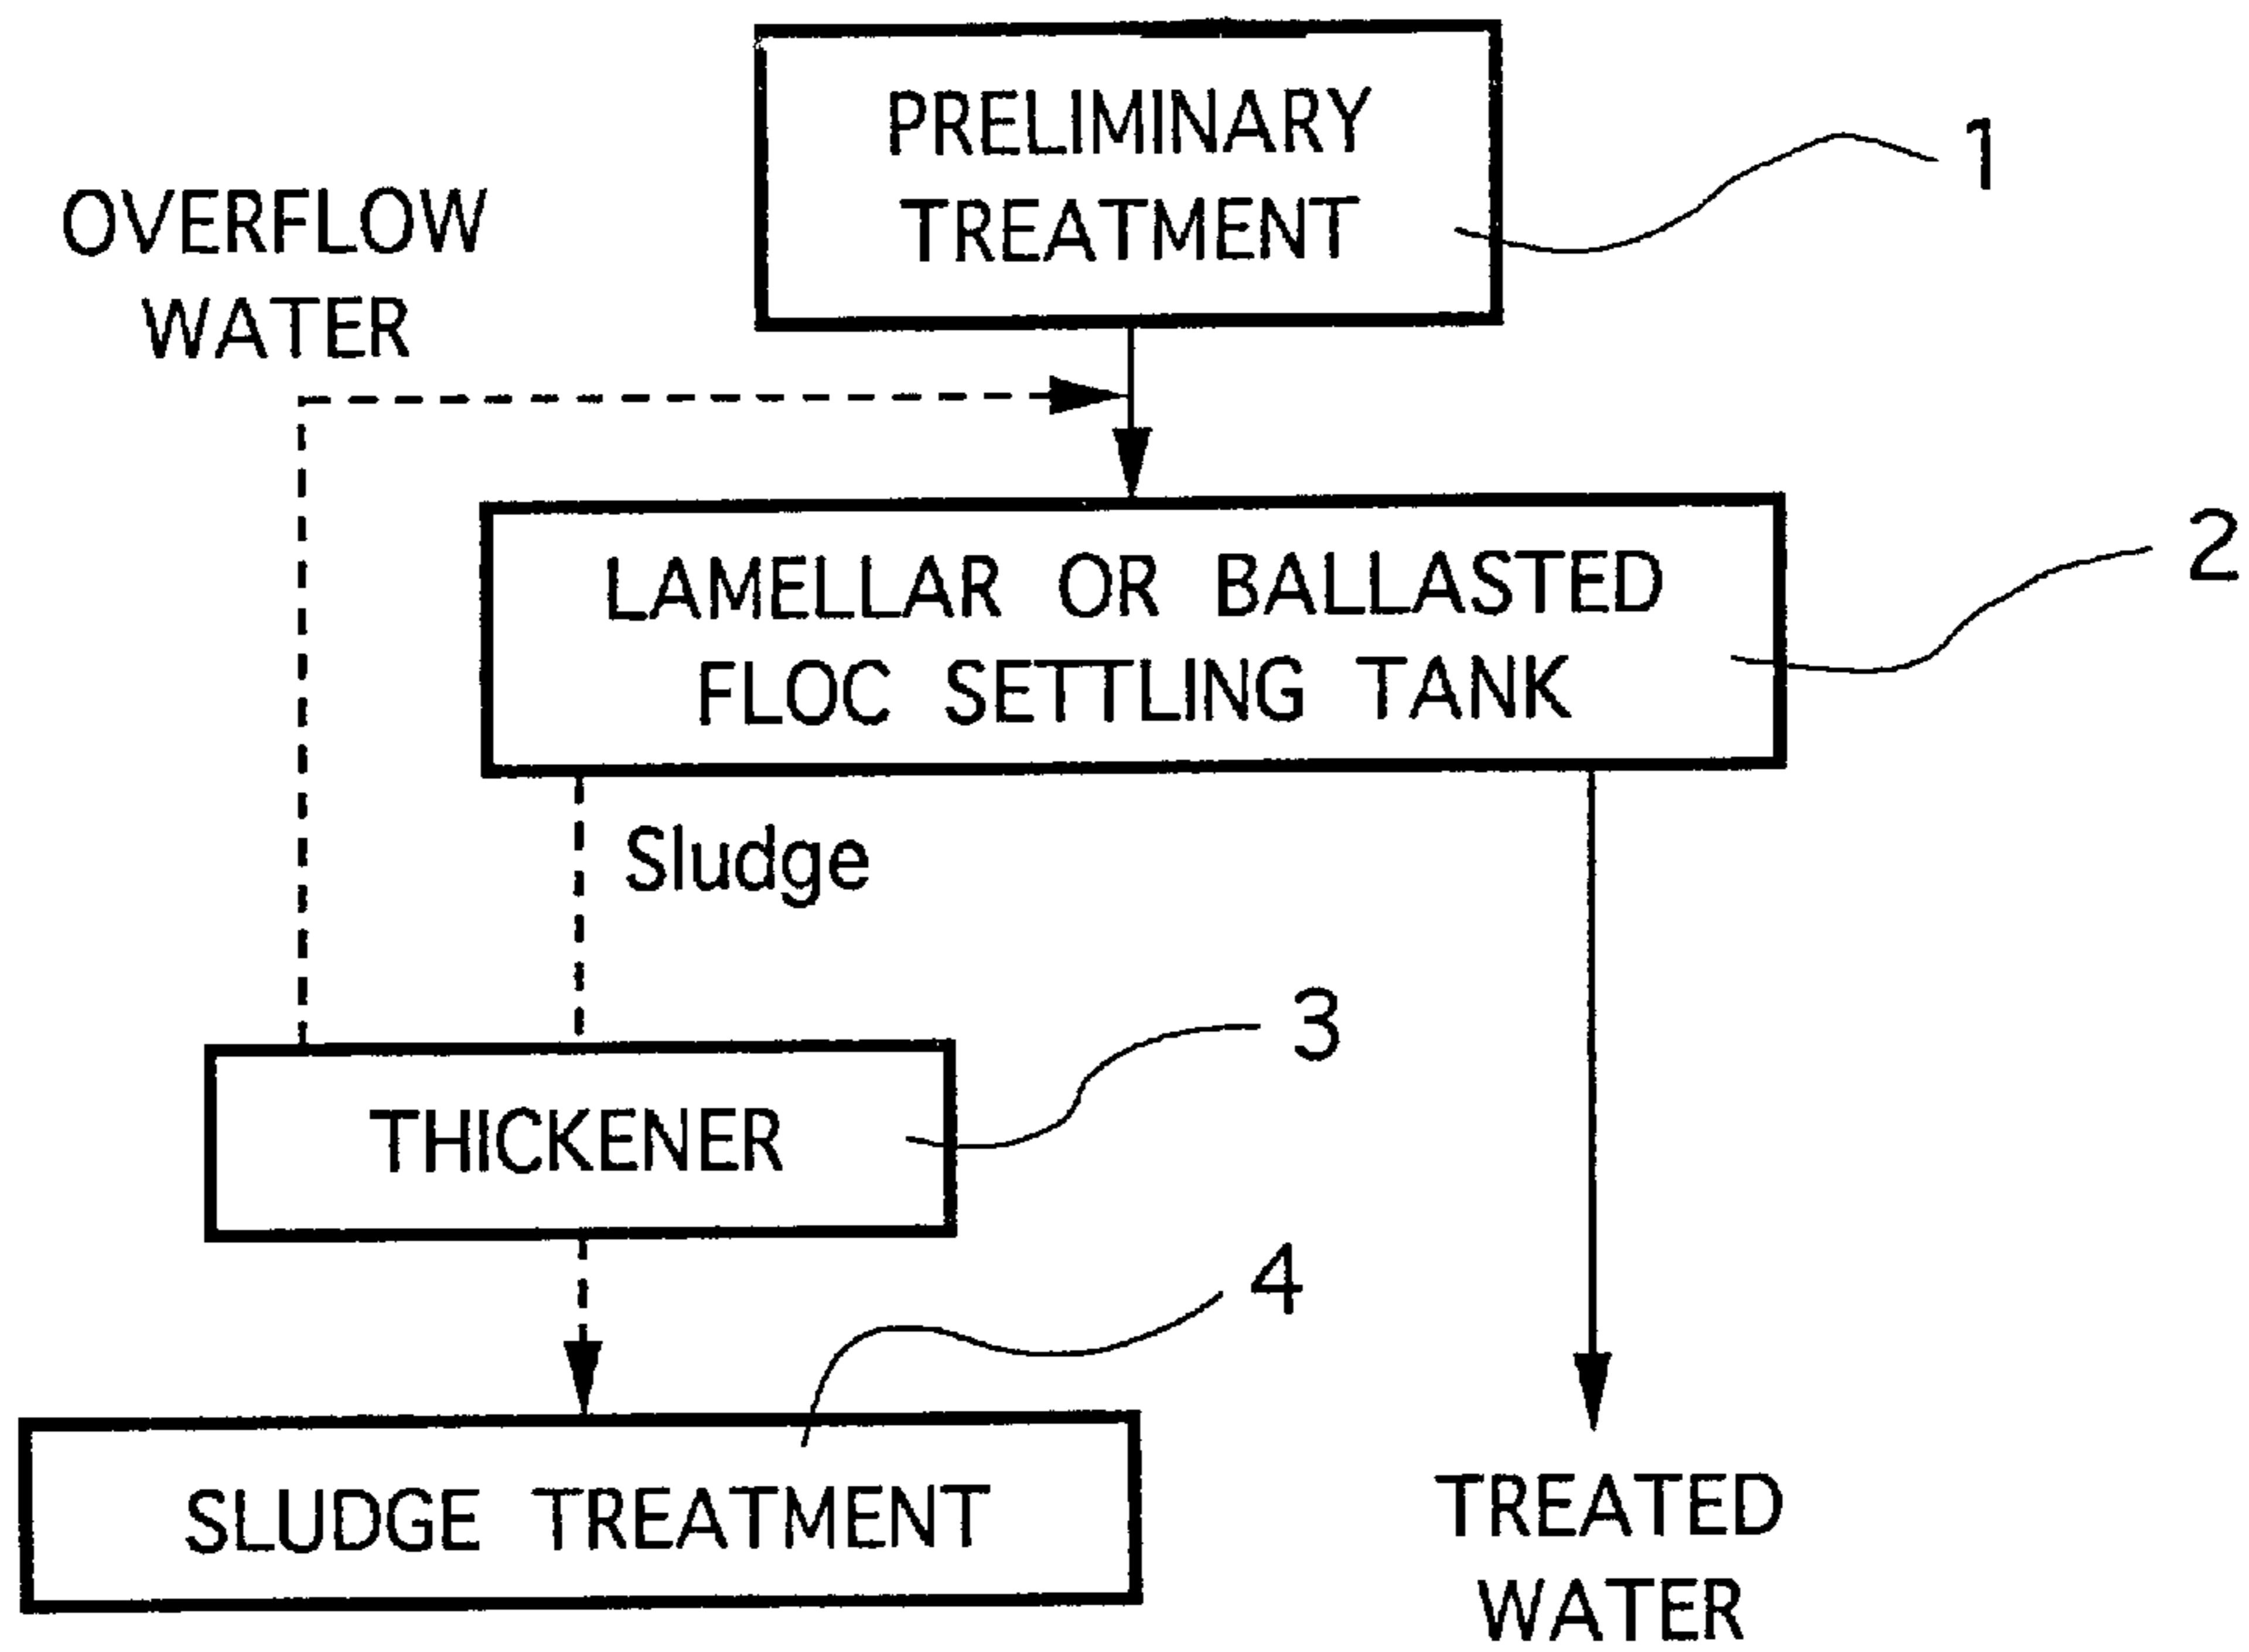 PRELIMINARY
TREATMENT
1
OVERFLOW
WATER
LAMELLAR OR BALLASTED
FLOC SETTLING TANK
2
Sludge
THICKENER
3
4
SLUDGE TREATMENT
TREATED
WATER